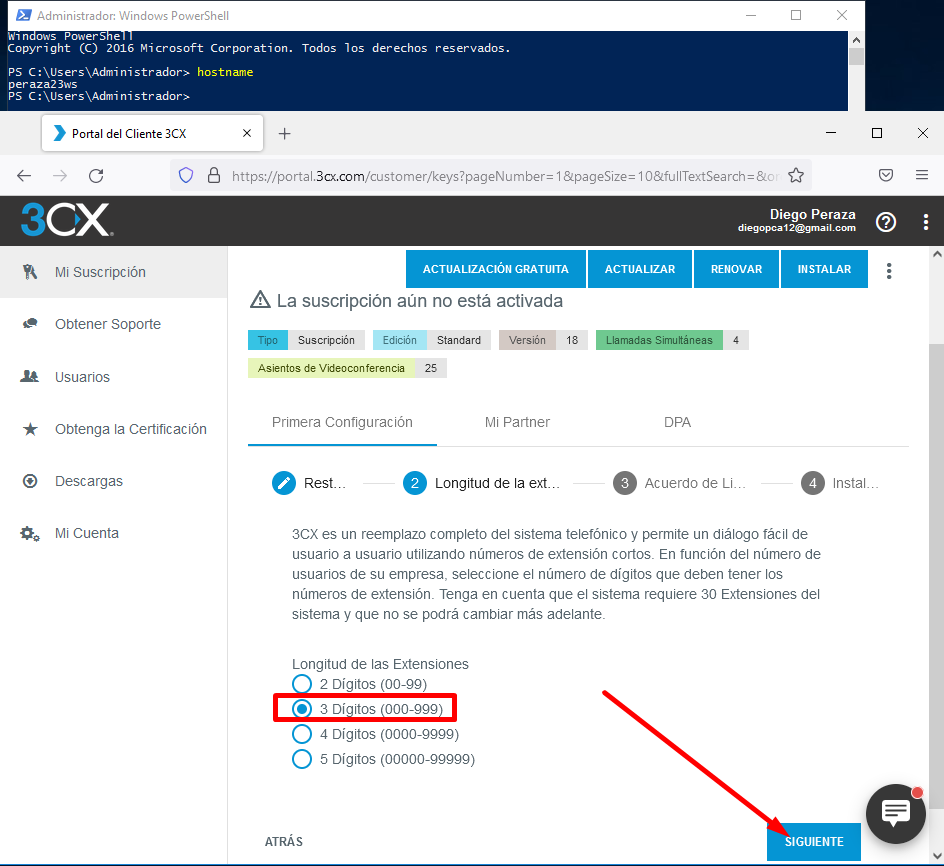 Administrador: Windows PowerShell
Windows PowerShell
Copyright (C) 2016 Microsoft Corporation. Todos los derechos reservados.
PS C:\Users\Administrador> hostname
peraza23ws
PS C:\Users\Administrador>
Portal del Cliente 3CX
https://portal.3cx.com/customer/keys?pageNumber=1&pageSize=10&fullTextSearch=&or
3CX
Diego Peraza
diegopca12@gmail.com
Mi Suscripción
Obtener Soporte
Usuarios
Obtenga la Certificación
Descargas
Mi Cuenta
ACTUALIZACIÓN GRATUITA ACTUALIZAR RENOVAR INSTALAR
La suscripción aún no está activada
Tipo Suscripción Edición Standard Versión 18 Llamadas Simultáneas 4
Asientos de Videoconferencia 25
Primera Configuración Mi Partner DPA
Rest... 2 Longitud de la ext... 3 Acuerdo de Li... 4 Instal...
3CX es un reemplazo completo del sistema telefónico y permite un diálogo fácil de
usuario a usuario utilizando números de extensión cortos. En función del número de
usuarios de su empresa, seleccione el número de dígitos que deben tener los
números de extensión. Tenga en cuenta que el sistema requiere 30 Extensiones del
sistema y que no se podrá cambiar más adelante.
Longitud de las Extensiones
2 Dígitos (00-99)
3 Dígitos (000-999)
4 Dígitos (0000-9999)
5 Dígitos (00000-99999)
ATRÁS SIGUIENTE